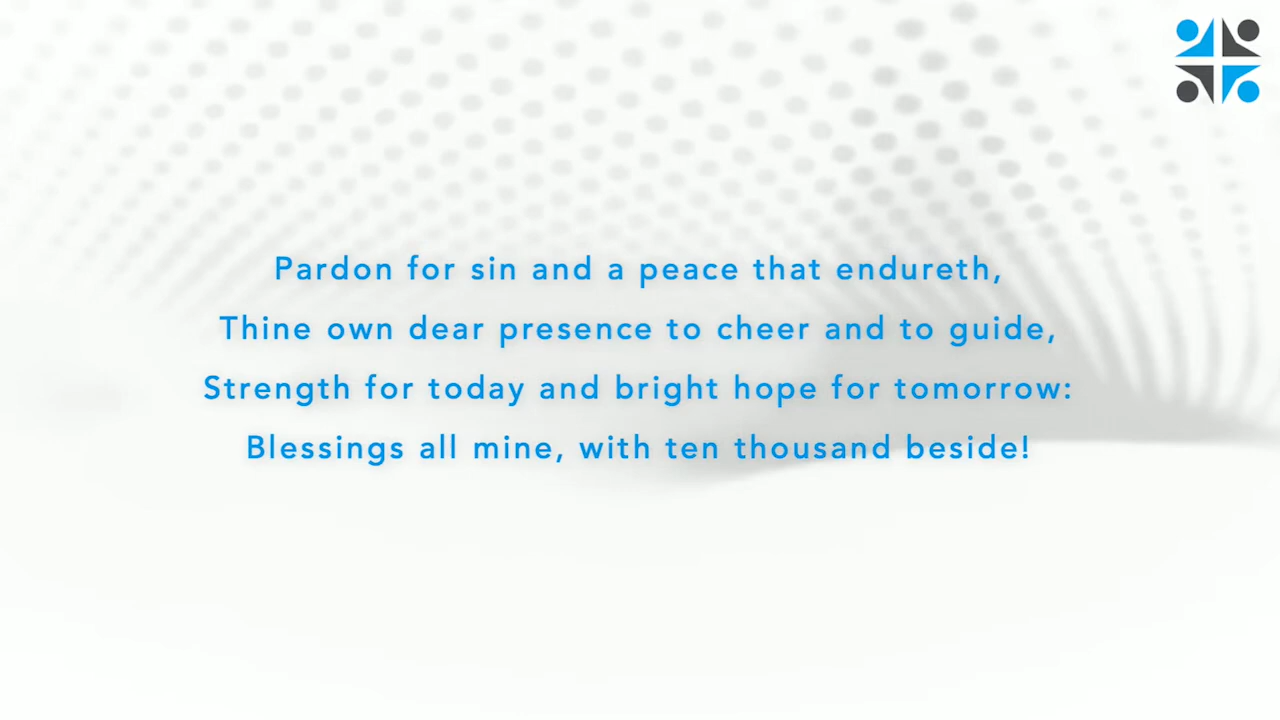 Pardon for sin and a peace that endureth,
Thine own dear presence to cheer and to guide,
Strength for today and bright hope for tomorrow:
Blessings all mine, with ten thousand beside!